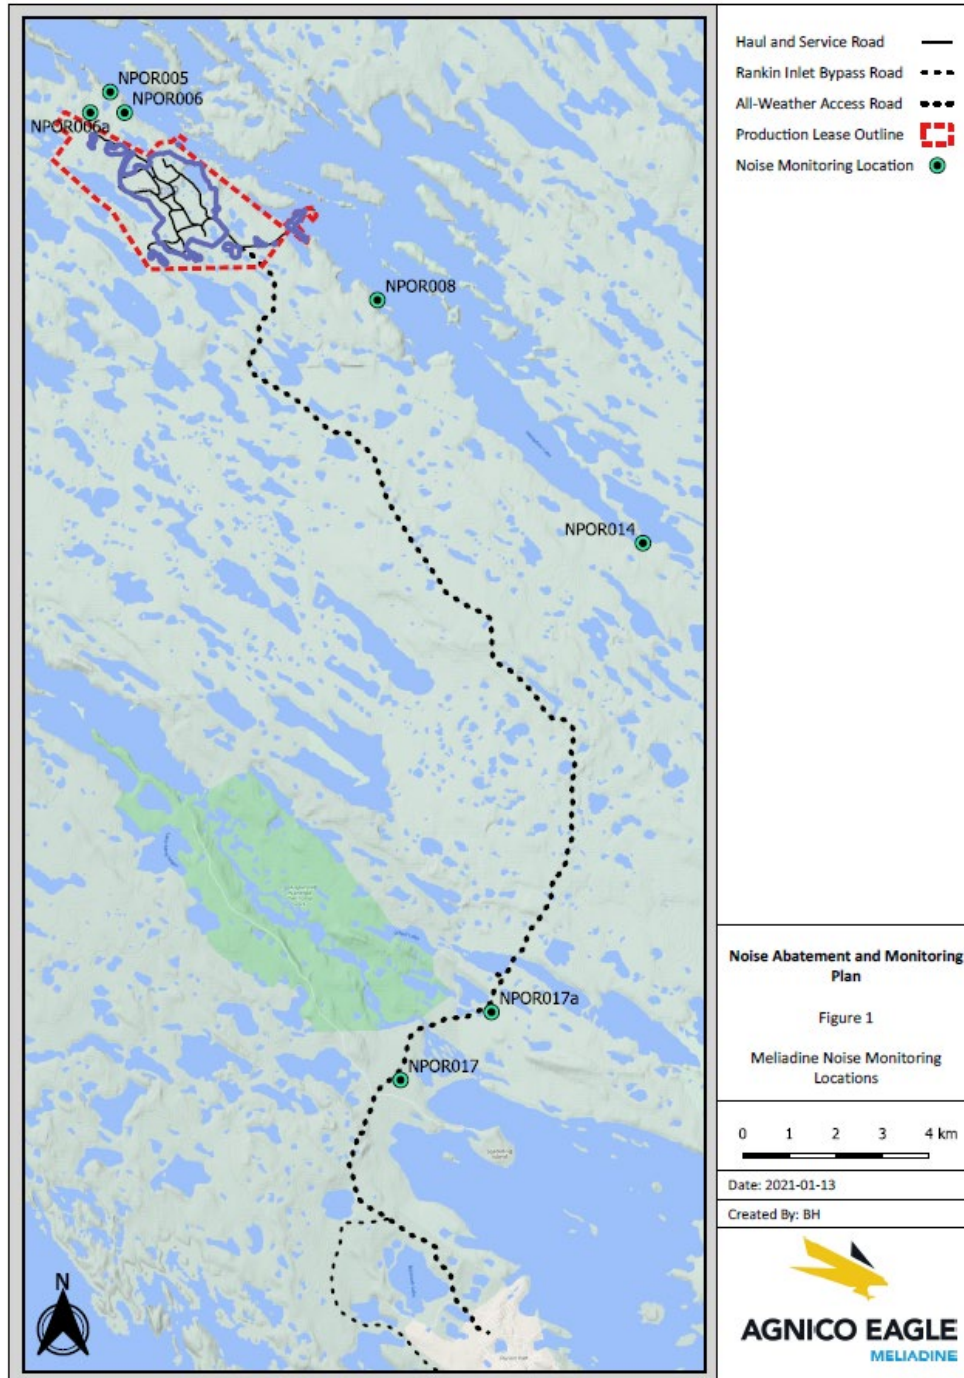 NPOR005
NPOR006
NPOR006a
NPOR008
NPOR014
NPOR017a
NPOR017
N
Haul and Service Road
Rankin Inlet Bypass Road
All-Weather Access Road
Production Lease Outline
Noise Monitoring Location
Noise Abatement and Monitoring
Plan
Figure 1
Meliadine Noise Monitoring
Locations
0 1 2 3 4 km
Date: 2021-01-13
Created By: BH
AGNICO EAGLE
MELIADINE